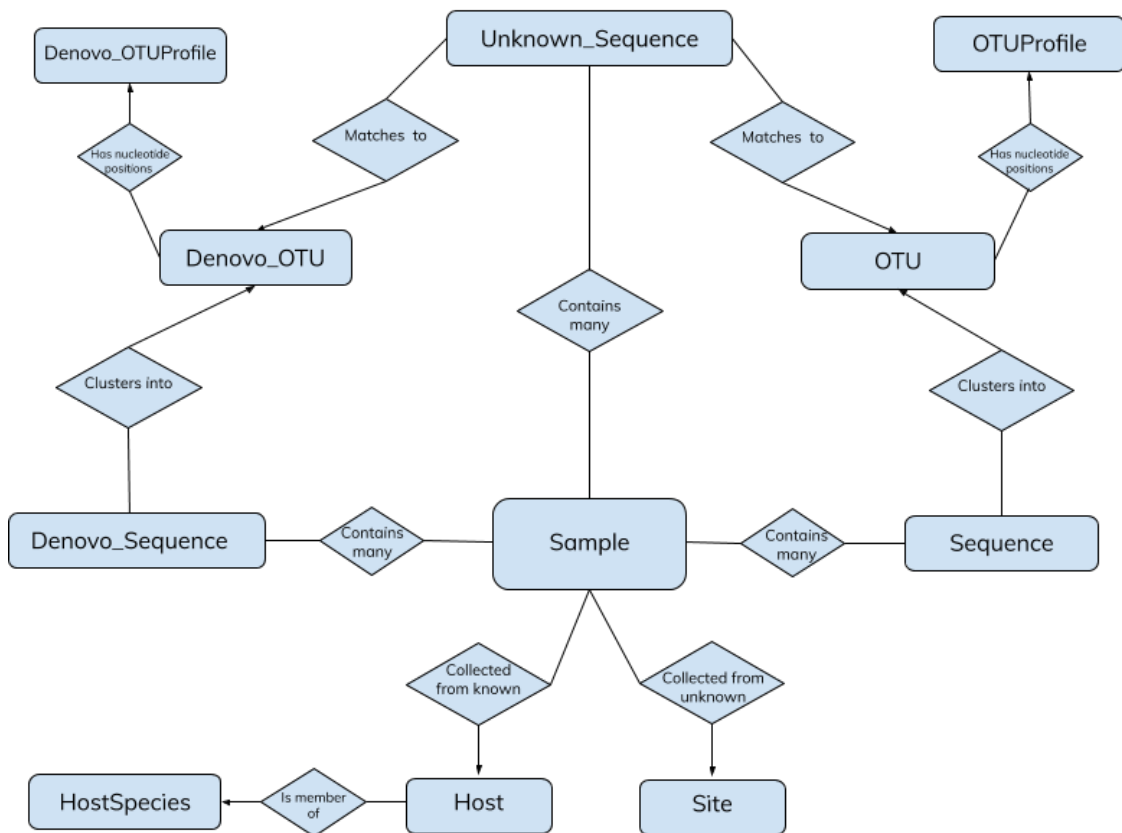 Unknown_Sequence
Denovo_OTUProfile
OTUProfile
Matches to
Matches to
Has nucleotide
positions
Has nucleotide
positions
Denovo_OTU
OTU
Contains
many
Clusters into
Clusters into
Denovo_Sequence
Contains
many
Sample
Contains
many
Sequence
Collected
from known
Collected from
unknown
HostSpecies
Is member
of
Host
Site